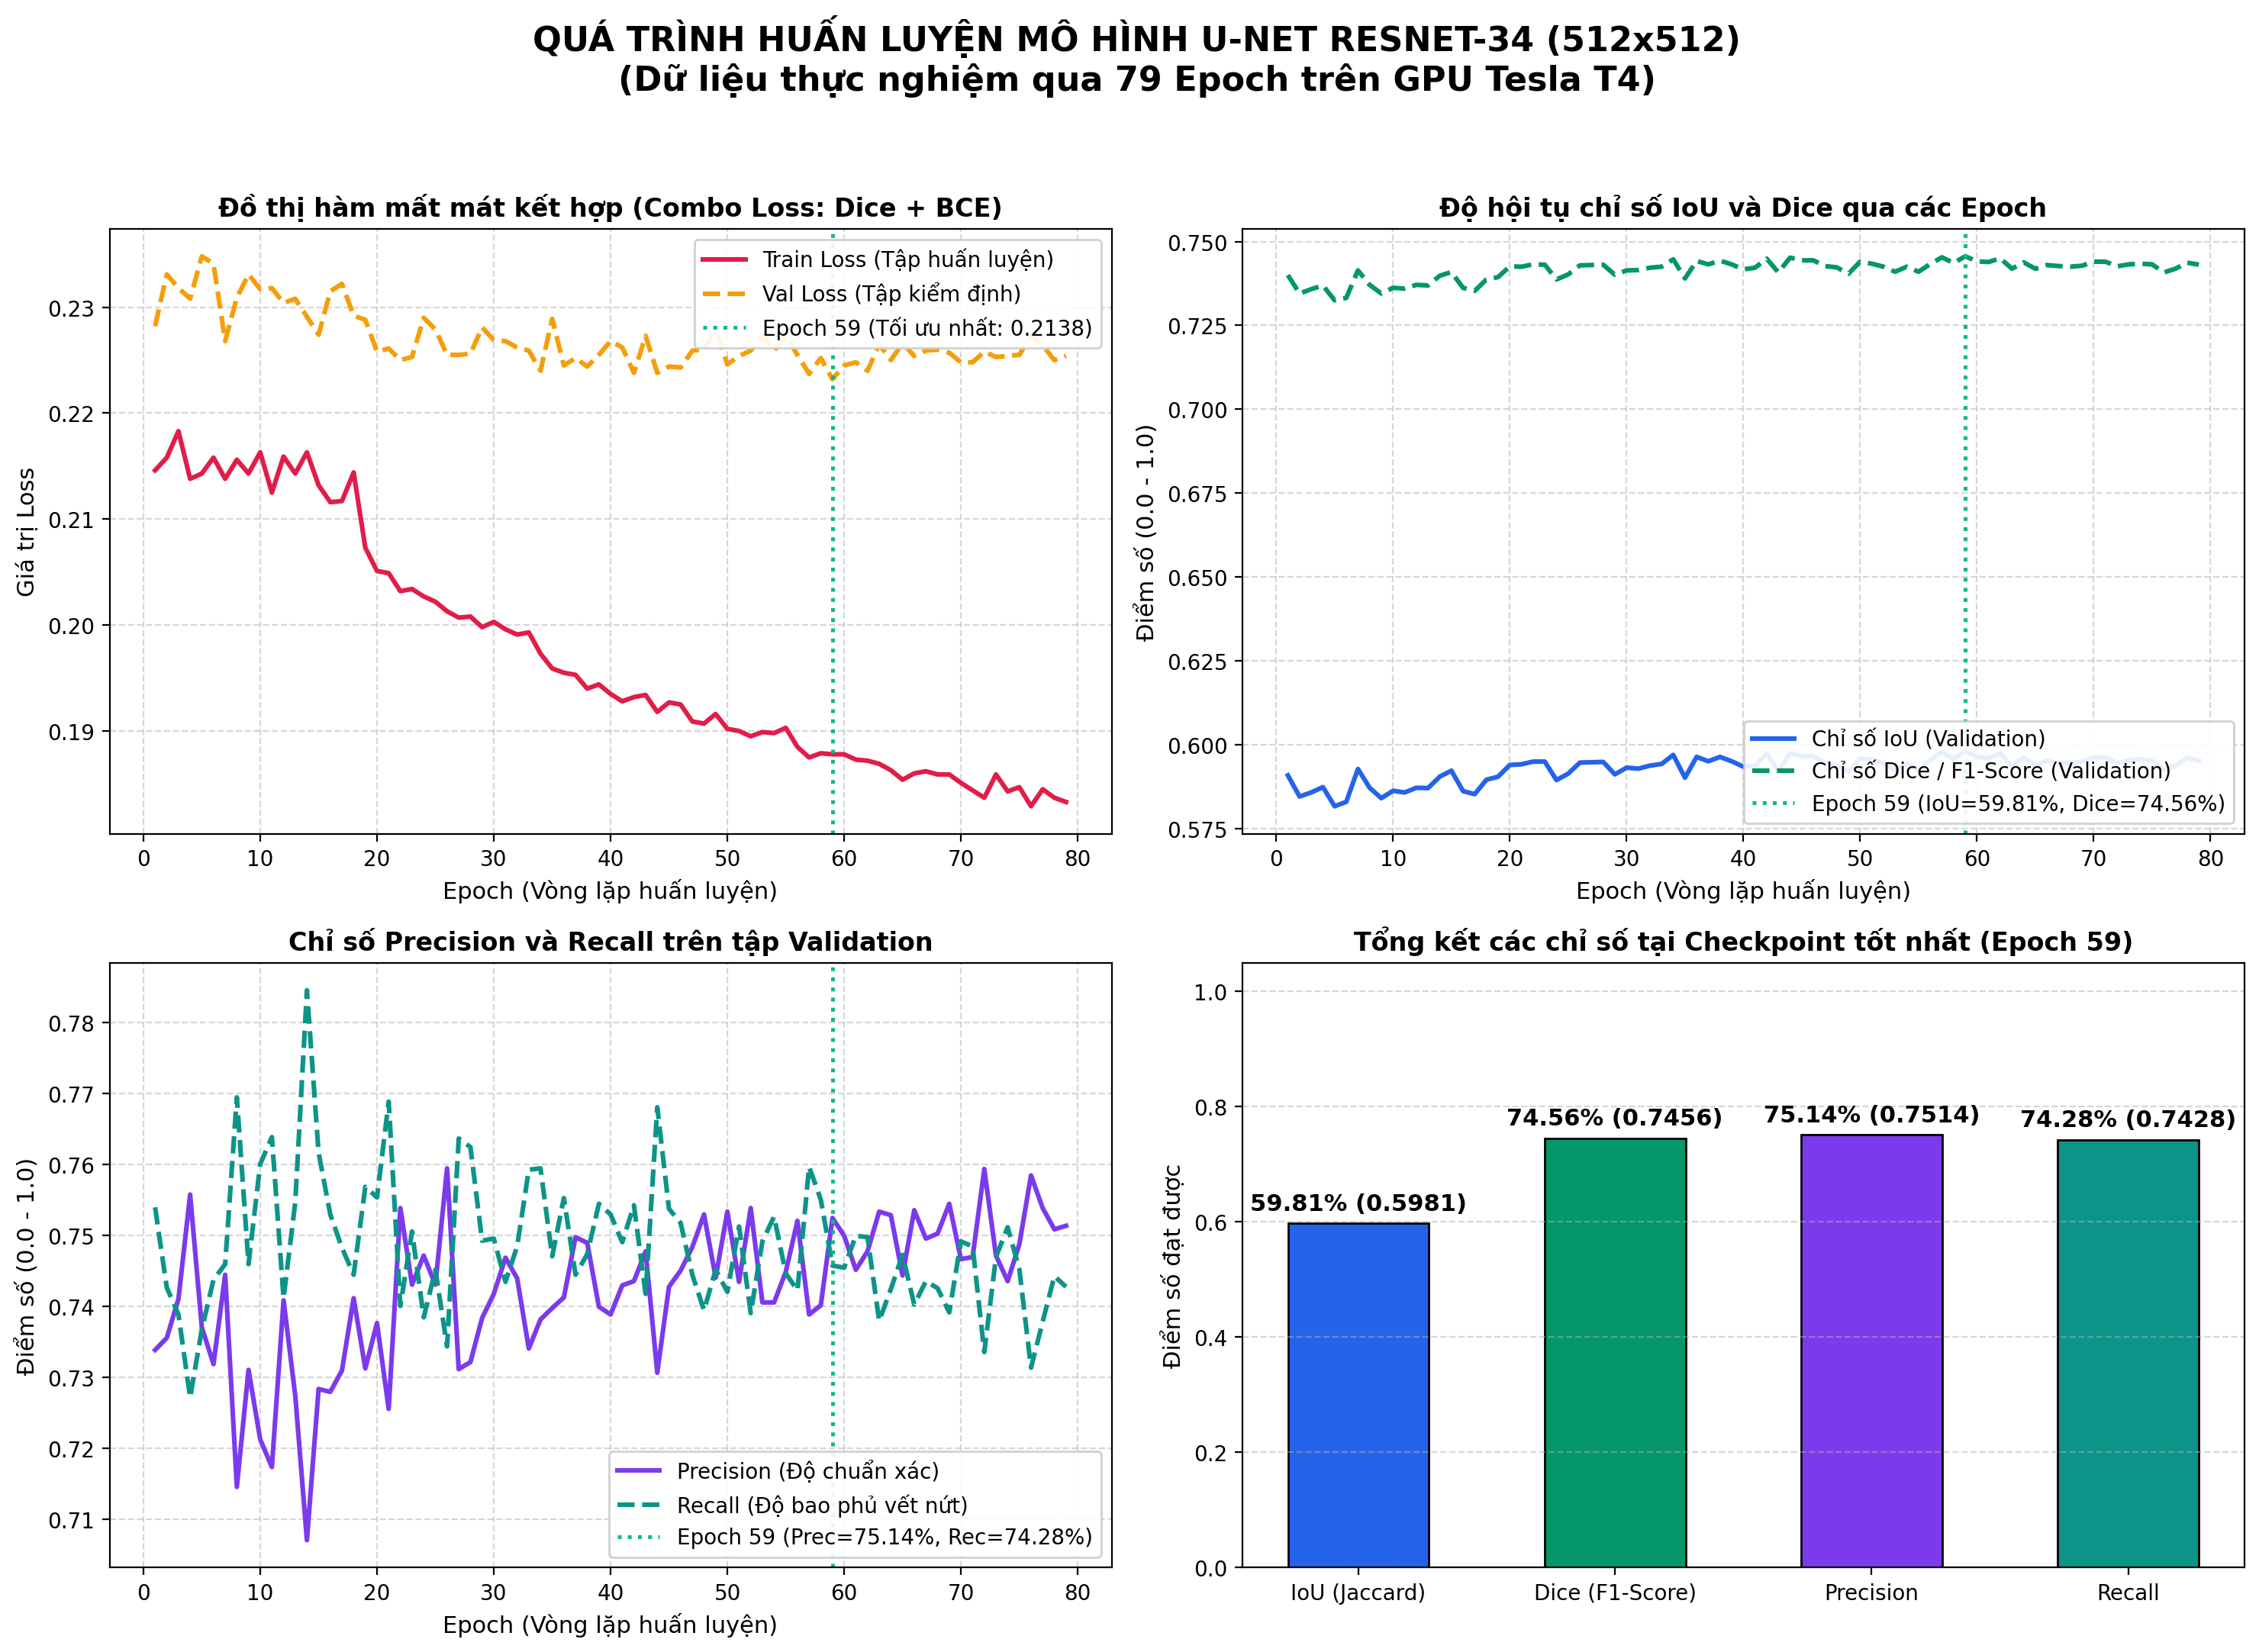 QUÁ TRÌNH HUẤN LUYỆN MÔ HÌNH U-NET RESNET-34 (512x512)
(Dữ liệu thực nghiệm qua 79 Epoch trên GPU Tesla T4)
Đồ thị hàm mất mát kết hợp (Combo Loss: Dice + BCE)
Giá trị Loss
0.23
0.22
0.21
0.20
0.19
Train Loss (Tập huấn luyện)
Val Loss (Tập kiểm định)
Epoch 59 (Tối ưu nhất: 0.2138)
0 10 20 30 40 50 60 70 80
Epoch (Vòng lặp huấn luyện)
Độ hội tụ chỉ số IoU và Dice qua các Epoch
Điểm số (0.0 - 1.0)
0.750
0.725
0.700
0.675
0.650
0.625
0.600
0.575
Chỉ số IoU (Validation)
Chỉ số Dice / F1-Score (Validation)
Epoch 59 (IoU=59.81%, Dice=74.56%)
0 10 20 30 40 50 60 70 80
Epoch (Vòng lặp huấn luyện)
Chỉ số Precision và Recall trên tập Validation
Điểm số (0.0 - 1.0)
0.78
0.77
0.76
0.75
0.74
0.73
0.72
0.71
Precision (Độ chuẩn xác)
Recall (Độ bao phủ vết nứt)
Epoch 59 (Prec=75.14%, Rec=74.28%)
0 10 20 30 40 50 60 70 80
Epoch (Vòng lặp huấn luyện)
Tổng kết các chỉ số tại Checkpoint tốt nhất (Epoch 59)
Điểm số đạt được
1.0
0.8
0.6
0.4
0.2
0.0
59.81% (0.5981)
74.56% (0.7456)
75.14% (0.7514)
74.28% (0.7428)
IoU (Jaccard)
Dice (F1-Score)
Precision
Recall